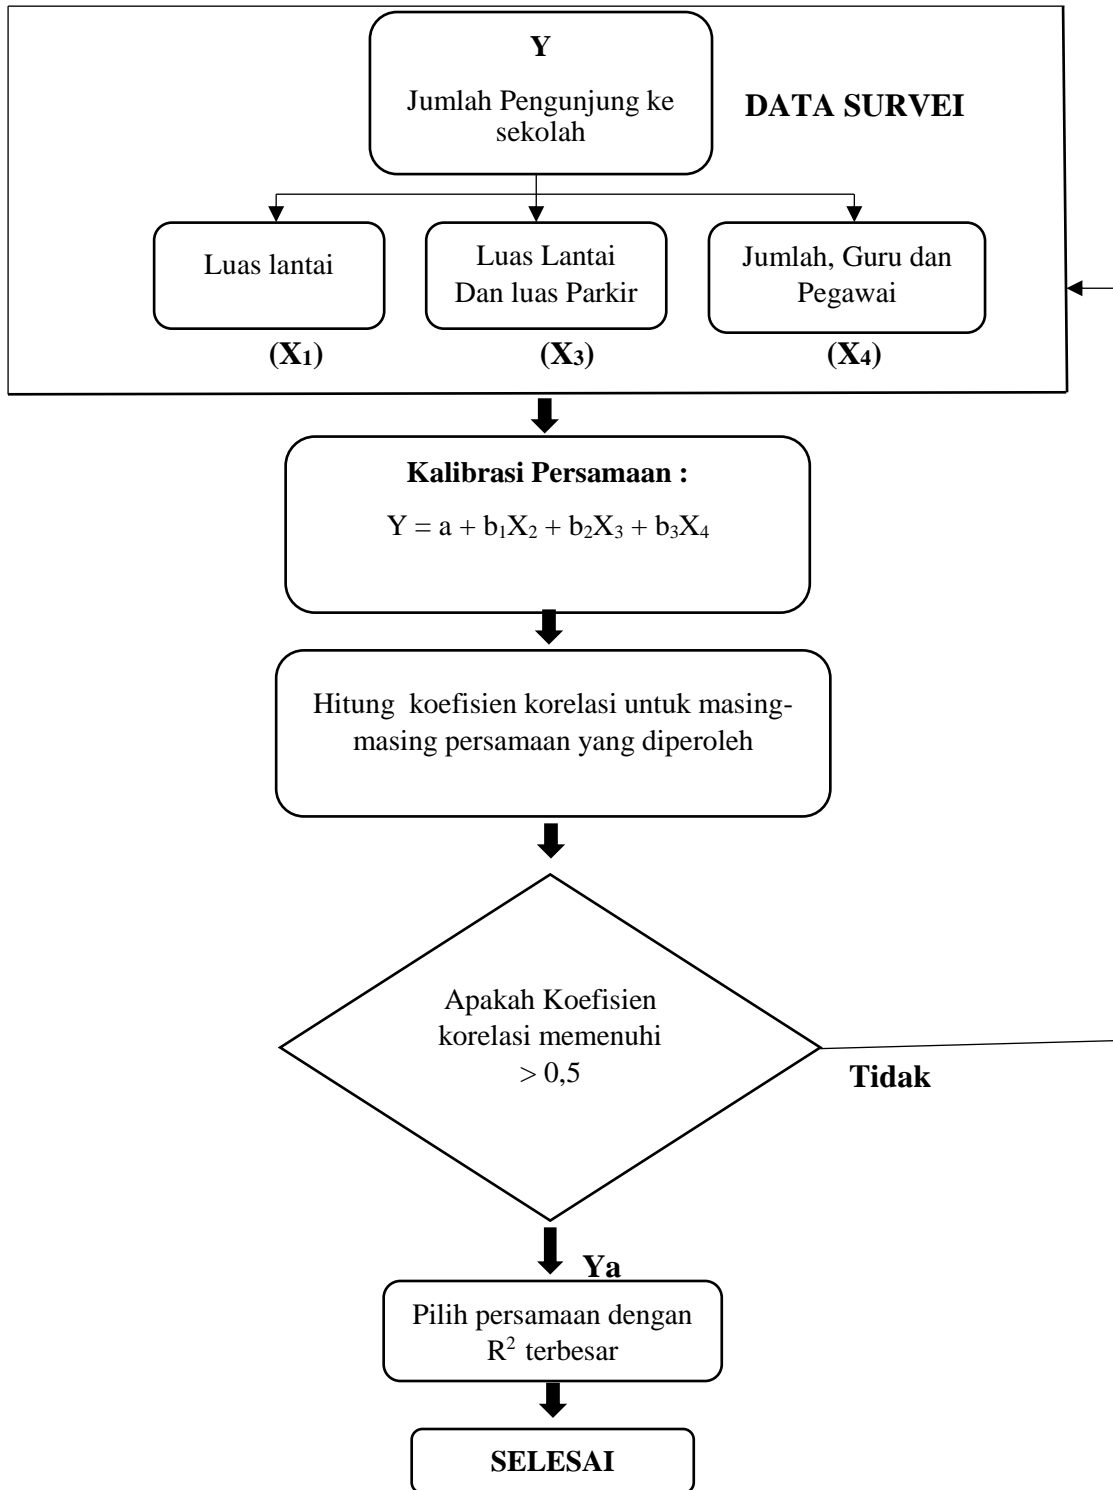 Y
Jumlah Pengunjung ke
sekolah
DATA SURVEI
Luas lantai
Luas Lantai
Dan luas Parkir
Jumlah, Guru dan
Pegawai
(X₁)
(X₃)
(X₄)
Kalibrasi Persamaan :
Y = a + b₁X₂ + b₂X₃ + b₃X₄
Hitung koefisien korelasi untuk masing-
masing persamaan yang diperoleh
Apakah Koefisien
korelasi memenuhi
> 0,5
Tidak
Ya
Pilih persamaan dengan
R² terbesar
SELESAI